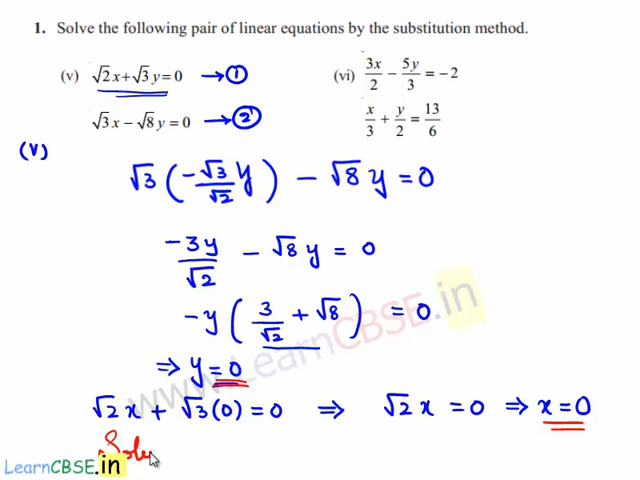 1. Solve the following pair of linear equations by the substitution method.
(v) √2x+√3y=0 →① (vi) 3x/2 − 5y/3 = −2
√3x − √8y = 0 →② x/3 + y/2 = 13/6
(v)
√3(−√3/√2 y) − √8 y = 0
−3y/√2 − √8 y = 0
−y(3/√2 + √8) = 0
⇒ y = 0
√2x + √3(0) = 0 ⇒ √2x = 0 ⇒ x = 0
Solu
LearnCBSE.in
www.LearnCBSE.in